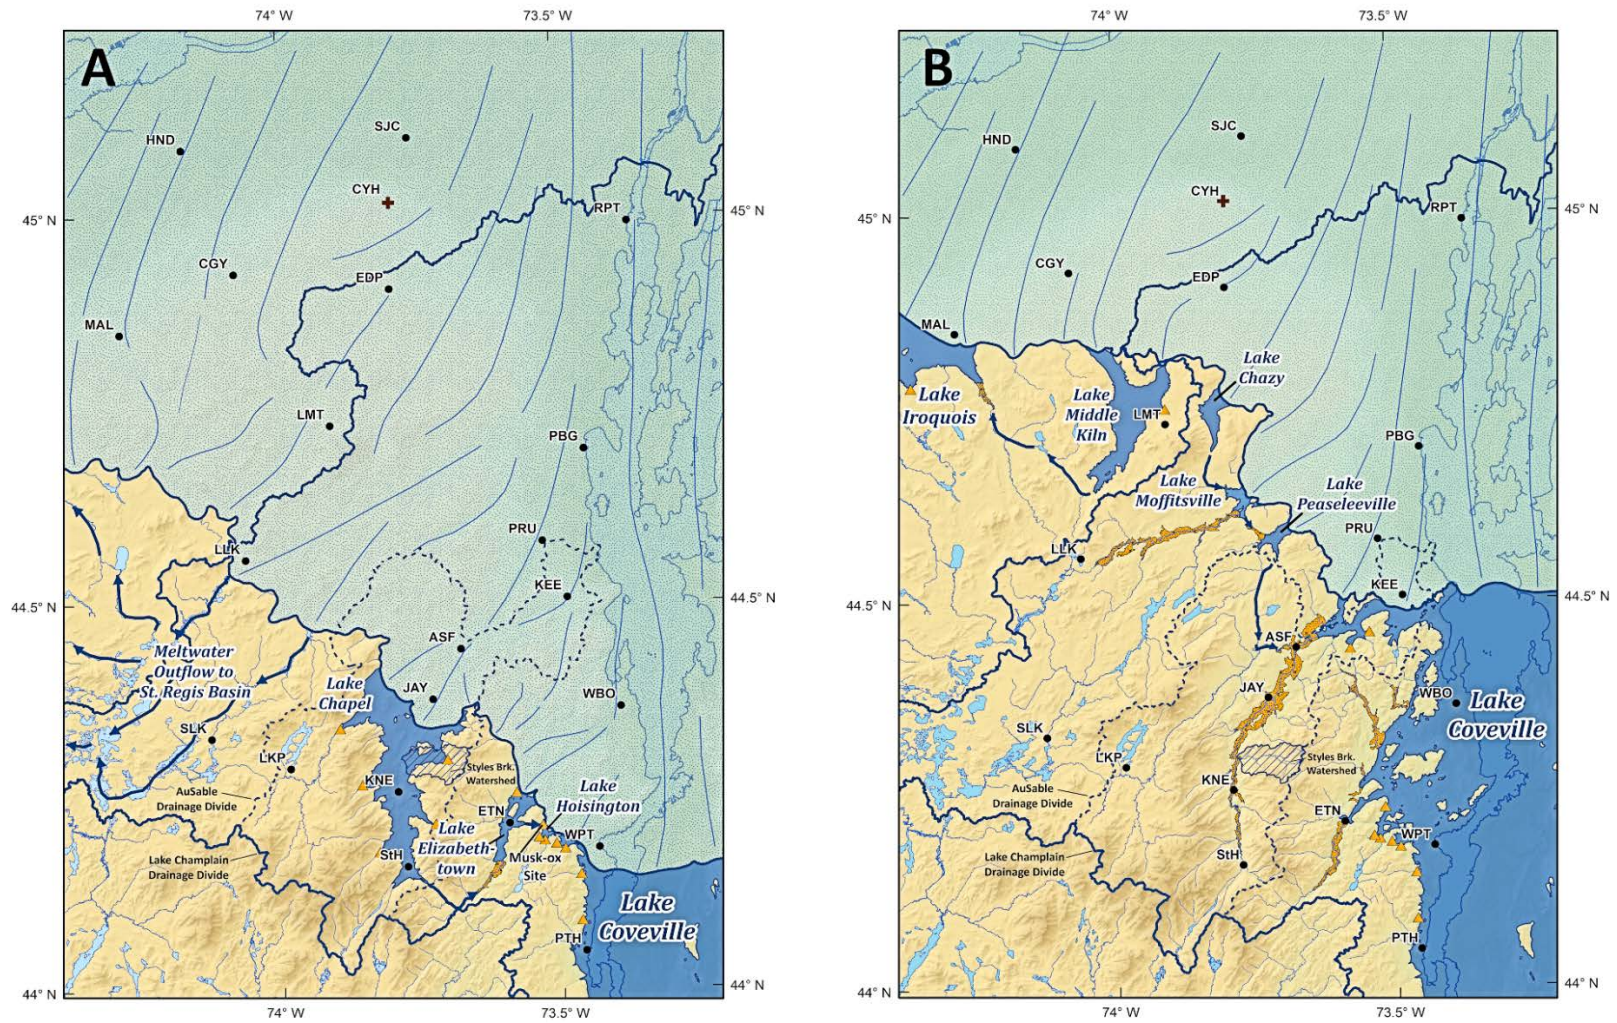 74° W
73.5° W
A
HND
SJC
CYH
45° N
RPT
45° N
CGY
EDP
MAL
LMT
PBG
PRU
LLK
KEE
44.5° N
44.5° N
ASF
Meltwater
Outflow to
St. Regis Basin
Lake
Chapel
JAY
WBO
SLK
LKP
Styles Brk.
Watershed
KNE
AuSable
Drainage Divide
Lake
Hoisington
ETN
WPT
Lake
Elizabeth-
town
StH
Musk-ox
Site
Lake Champlain
Drainage Divide
Lake
Coveville
PTH
44° N
44° N
74° W
73.5° W
74° W
73.5° W
B
HND
SJC
CYH
45° N
RPT
45° N
CGY
EDP
MAL
Lake
Chazy
Lake
Iroquois
Lake
Middle
Kiln
LMT
PBG
Lake
Moffitsville
Lake
Peaseleeville
PRU
LLK
KEE
44.5° N
44.5° N
ASF
JAY
WBO
Lake
Coveville
SLK
LKP
Styles Brk.
Watershed
KNE
AuSable
Drainage Divide
ETN
WPT
StH
Lake Champlain
Drainage Divide
PTH
44° N
44° N
74° W
73.5° W